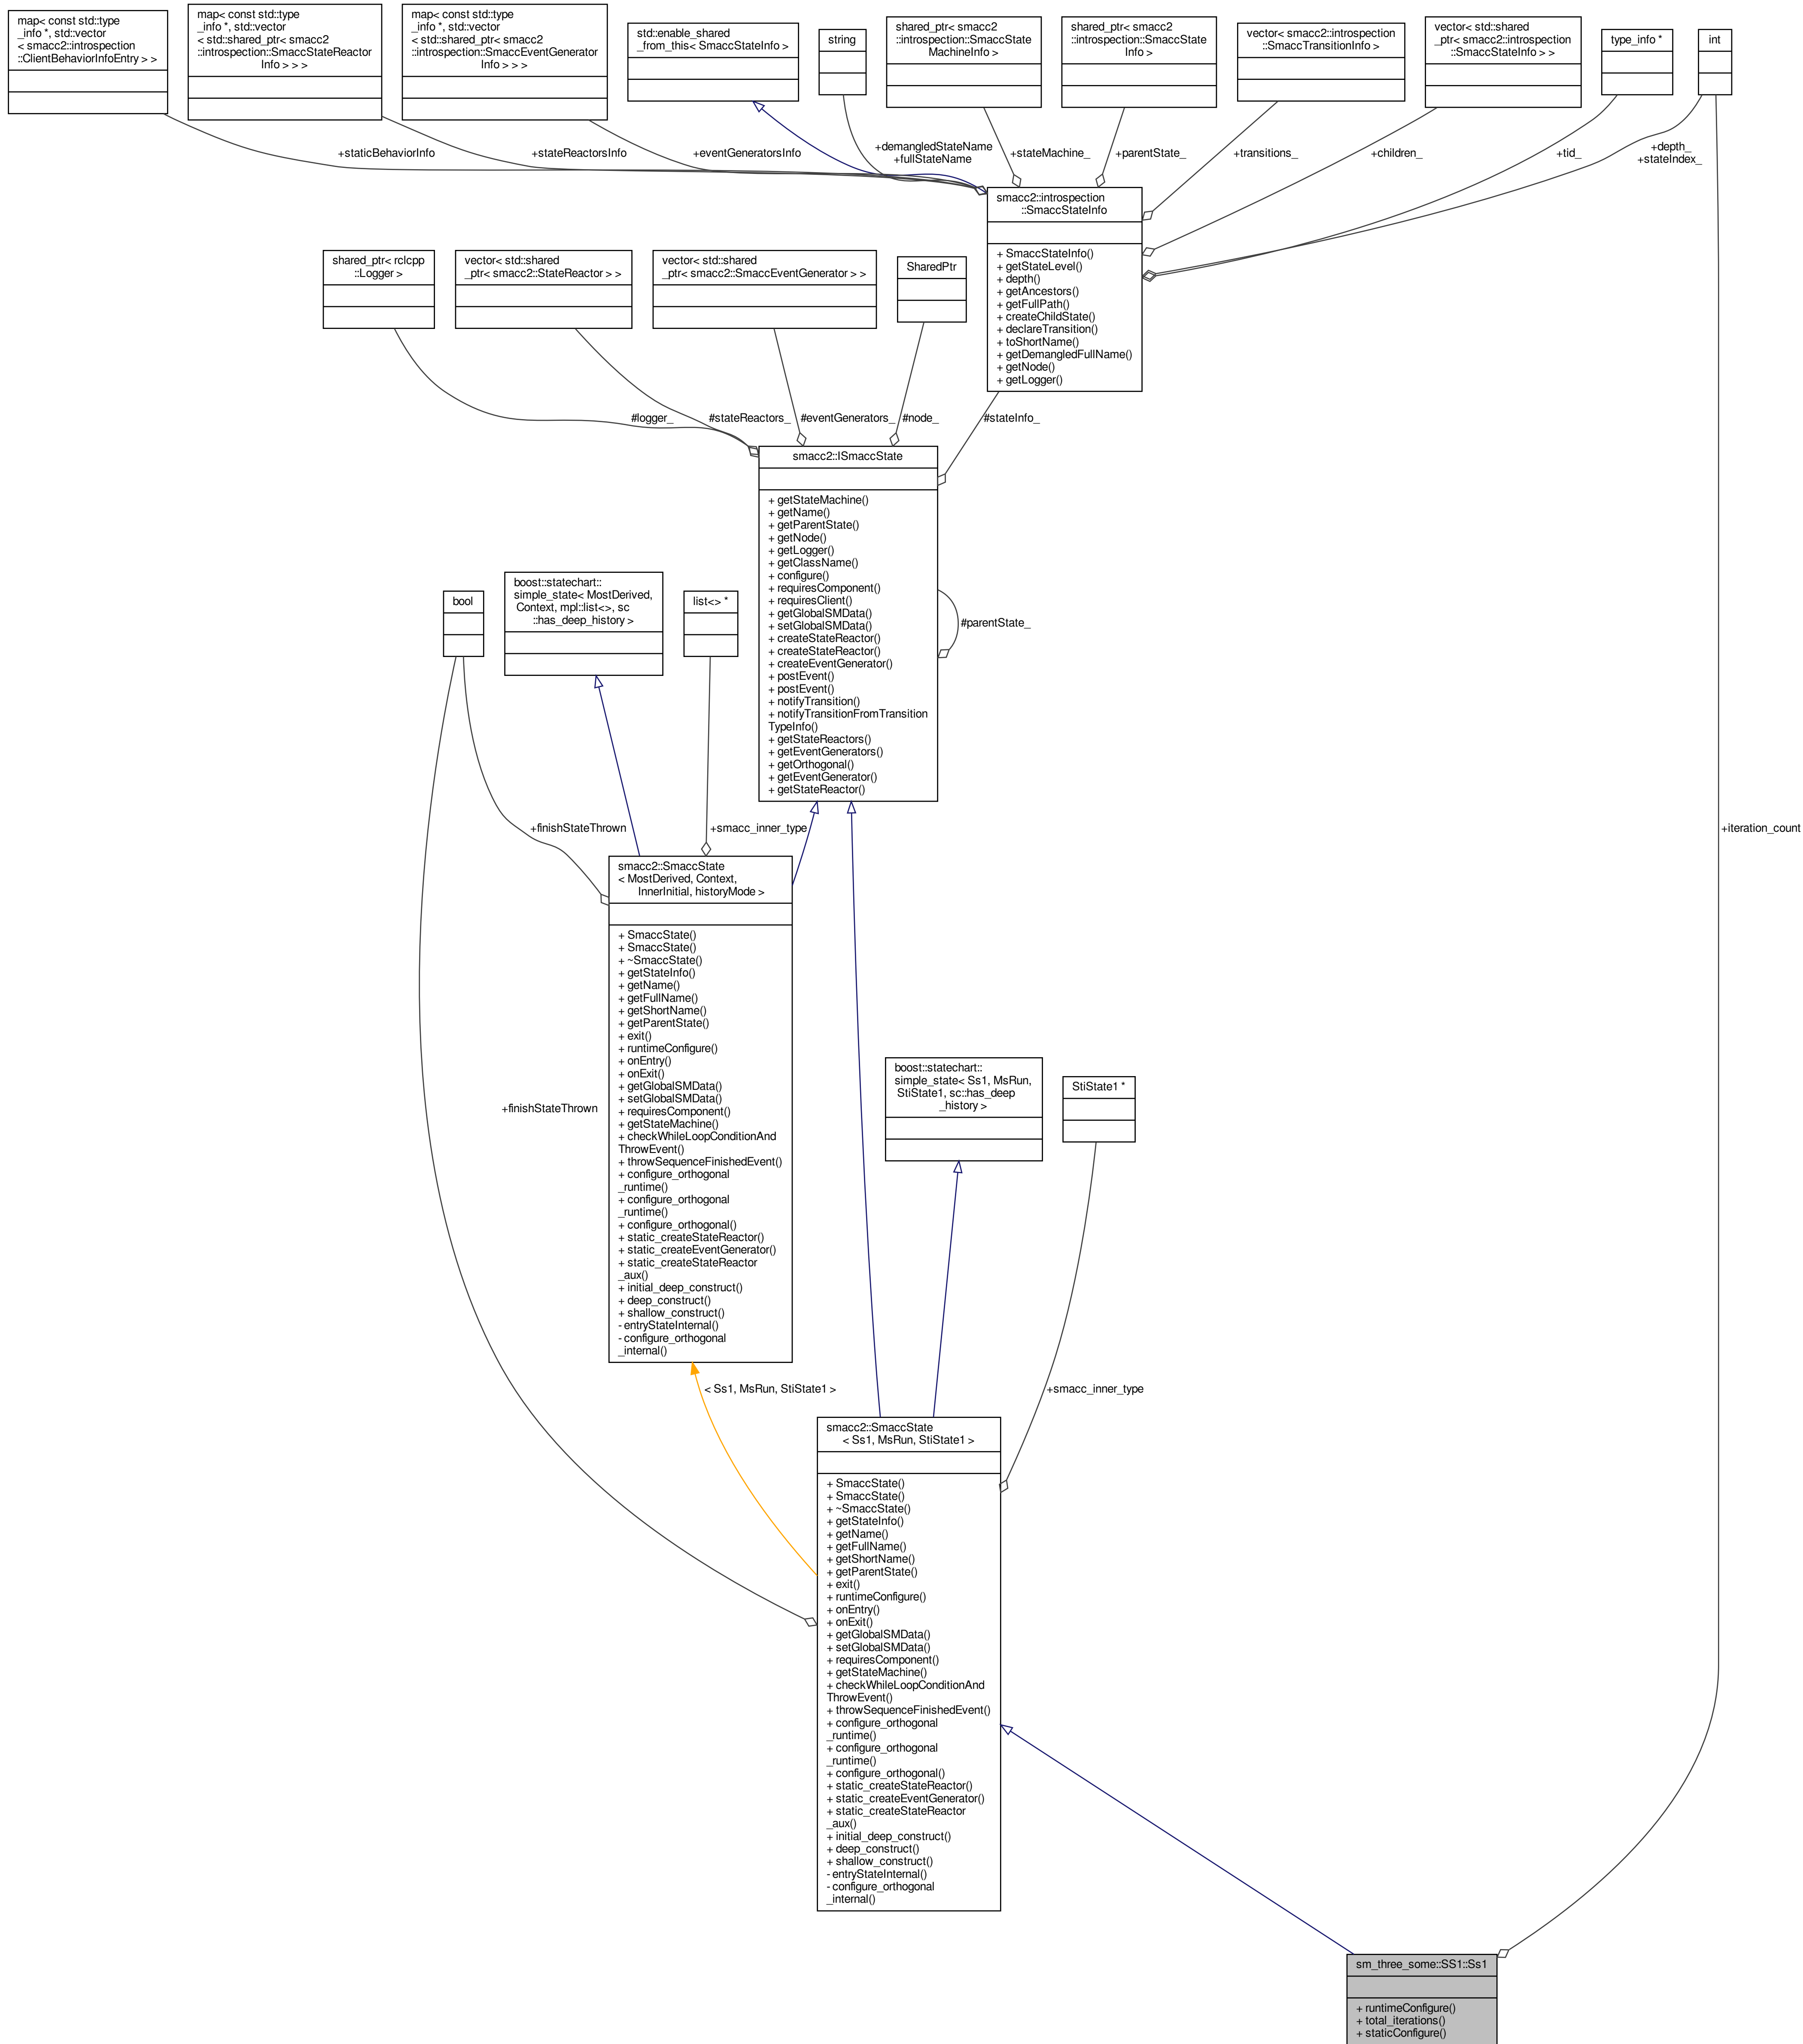 map< const std::type
_info *, std::vector
< smacc2::introspection
::ClientBehaviorInfoEntry > >
map< const std::type
_info *, std::vector
< std::shared_ptr< smacc2
::introspection::SmaccStateReactor
Info > > >
map< const std::type
_info *, std::vector
< std::shared_ptr< smacc2
::introspection::SmaccEventGenerator
Info > > >
std::enable_shared
_from_this< SmaccStateInfo >
string
shared_ptr< smacc2
::introspection::SmaccState
MachineInfo >
shared_ptr< smacc2
::introspection::SmaccState
Info >
vector< smacc2::introspection
::SmaccTransitionInfo >
vector< std::shared
_ptr< smacc2::introspection
::SmaccStateInfo > >
type_info *
int
+staticBehaviorInfo
+stateReactorsInfo
+eventGeneratorsInfo
+demangledStateName
+fullStateName
+stateMachine_
+parentState_
+transitions_
+children_
+tid_
+depth_
+stateIndex_
smacc2::introspection
::SmaccStateInfo
+ SmaccStateInfo()
+ getStateLevel()
+ depth()
+ getAncestors()
+ getFullPath()
+ createChildState()
+ declareTransition()
+ toShortName()
+ getDemangledFullName()
+ getNode()
+ getLogger()
shared_ptr< rclcpp
::Logger >
vector< std::shared
_ptr< smacc2::StateReactor > >
vector< std::shared
_ptr< smacc2::SmaccEventGenerator > >
SharedPtr
#logger_
#stateReactors_
#eventGenerators_
#node_
#stateInfo_
smacc2::ISmaccState
+ getStateMachine()
+ getName()
+ getParentState()
+ getNode()
+ getLogger()
+ getClassName()
+ configure()
+ requiresComponent()
+ requiresClient()
+ getGlobalSMData()
+ setGlobalSMData()
+ createStateReactor()
+ createStateReactor()
+ createEventGenerator()
+ postEvent()
+ postEvent()
+ notifyTransition()
+ notifyTransitionFromTransition
TypeInfo()
+ getStateReactors()
+ getEventGenerators()
+ getOrthogonal()
+ getEventGenerator()
+ getStateReactor()
#parentState_
bool
boost::statechart::
simple_state< MostDerived,
Context, mpl::list<>, sc
::has_deep_history >
list<> *
+finishStateThrown
+smacc_inner_type
+iteration_count
smacc2::SmaccState
< MostDerived, Context,
InnerInitial, historyMode >
+ SmaccState()
+ SmaccState()
+ ~SmaccState()
+ getStateInfo()
+ getName()
+ getFullName()
+ getShortName()
+ getParentState()
+ exit()
+ runtimeConfigure()
+ onEntry()
+ onExit()
+ getGlobalSMData()
+ setGlobalSMData()
+ requiresComponent()
+ getStateMachine()
+ checkWhileLoopConditionAnd
ThrowEvent()
+ throwSequenceFinishedEvent()
+ configure_orthogonal
_runtime()
+ configure_orthogonal
_runtime()
+ configure_orthogonal()
+ static_createStateReactor()
+ static_createEventGenerator()
+ static_createStateReactor
_aux()
+ initial_deep_construct()
+ deep_construct()
+ shallow_construct()
- entryStateInternal()
- configure_orthogonal
_internal()
+finishStateThrown
boost::statechart::
simple_state< Ss1, MsRun,
StiState1, sc::has_deep
_history >
StiState1 *
< Ss1, MsRun, StiState1 >
+smacc_inner_type
smacc2::SmaccState
< Ss1, MsRun, StiState1 >
+ SmaccState()
+ SmaccState()
+ ~SmaccState()
+ getStateInfo()
+ getName()
+ getFullName()
+ getShortName()
+ getParentState()
+ exit()
+ runtimeConfigure()
+ onEntry()
+ onExit()
+ getGlobalSMData()
+ setGlobalSMData()
+ requiresComponent()
+ getStateMachine()
+ checkWhileLoopConditionAnd
ThrowEvent()
+ throwSequenceFinishedEvent()
+ configure_orthogonal
_runtime()
+ configure_orthogonal
_runtime()
+ configure_orthogonal()
+ static_createStateReactor()
+ static_createEventGenerator()
+ static_createStateReactor
_aux()
+ initial_deep_construct()
+ deep_construct()
+ shallow_construct()
- entryStateInternal()
- configure_orthogonal
_internal()
sm_three_some::SS1::Ss1
+ runtimeConfigure()
+ total_iterations()
+ staticConfigure()